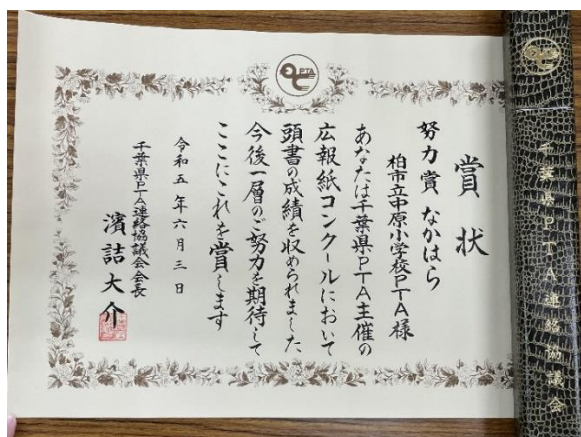 賞状
努力賞 なかはら
柏市立中原小学校PTA様
あなたは千葉県PTA主催の
広報紙コンクールにおいて
頭書の成績を収められました
今後一層のご努力を期待して
ここにこれを賞します
令和五年六月三日
千葉県PTA連絡協議会会長
濱詰大介
PTA
千葉県PTA連絡協議会